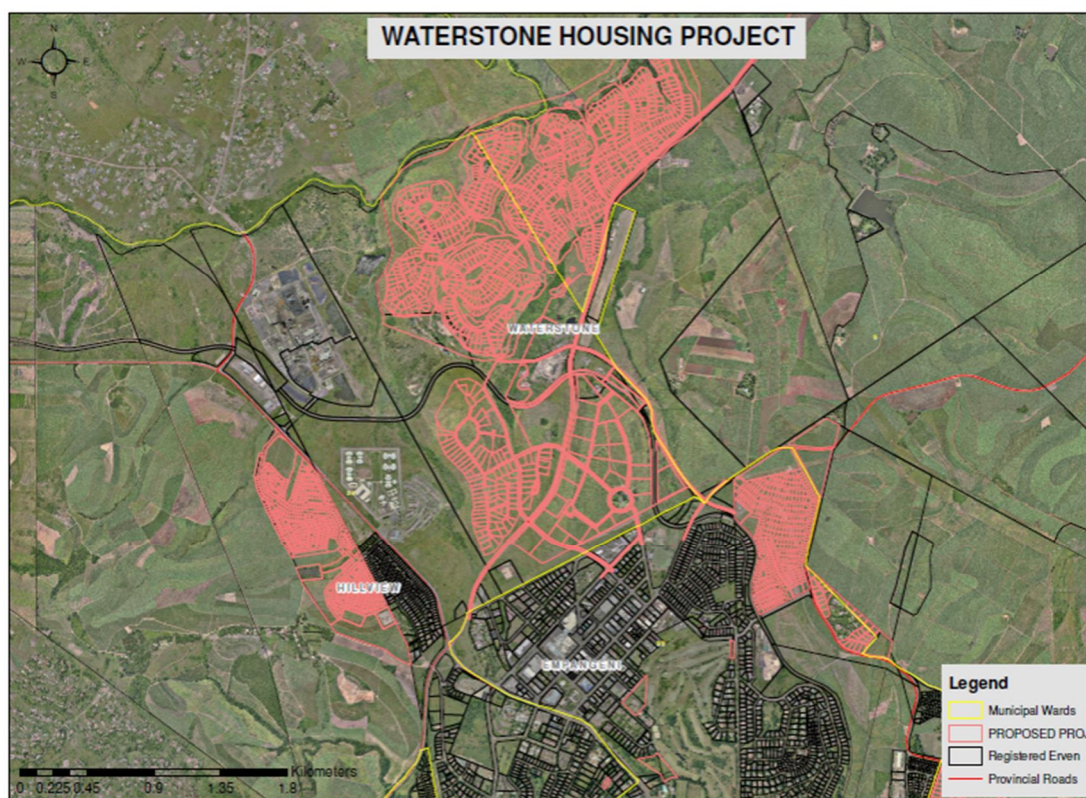 WATERSTONE HOUSING PROJECT
N
W E
S
WATERSTONE
HILLVIEW
EMPANGENI
Legend
Municipal Wards
PROPOSED PROJ
Registered Erven
Provincial Roads
Kilometers
0 0.225 0.45 0.9 1.35 1.8